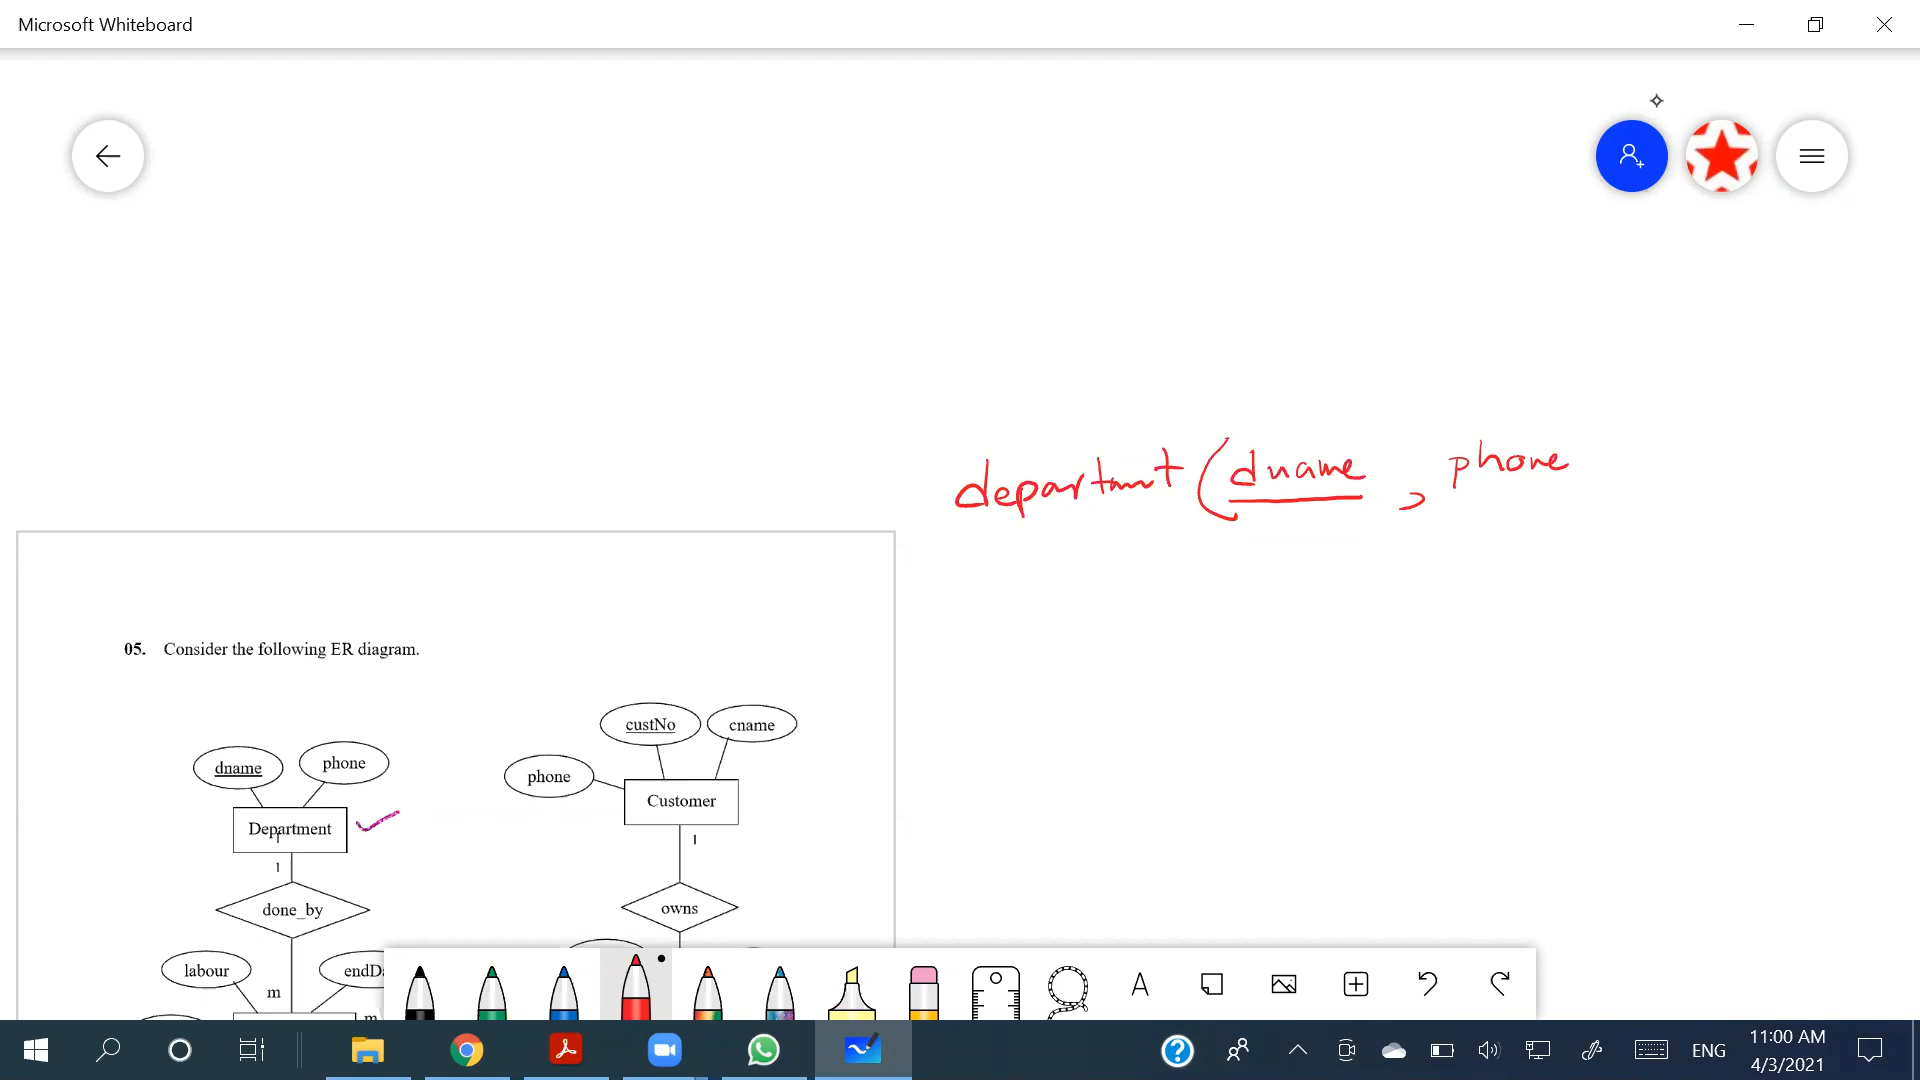 Microsoft Whiteboard
department (dname , phone
05. Consider the following ER diagram.
custNo
cname
dname
phone
phone
Customer
Department
1
1
done_by
owns
labour
endDa
m
m
A
?
ENG
11:00 AM
4/3/2021